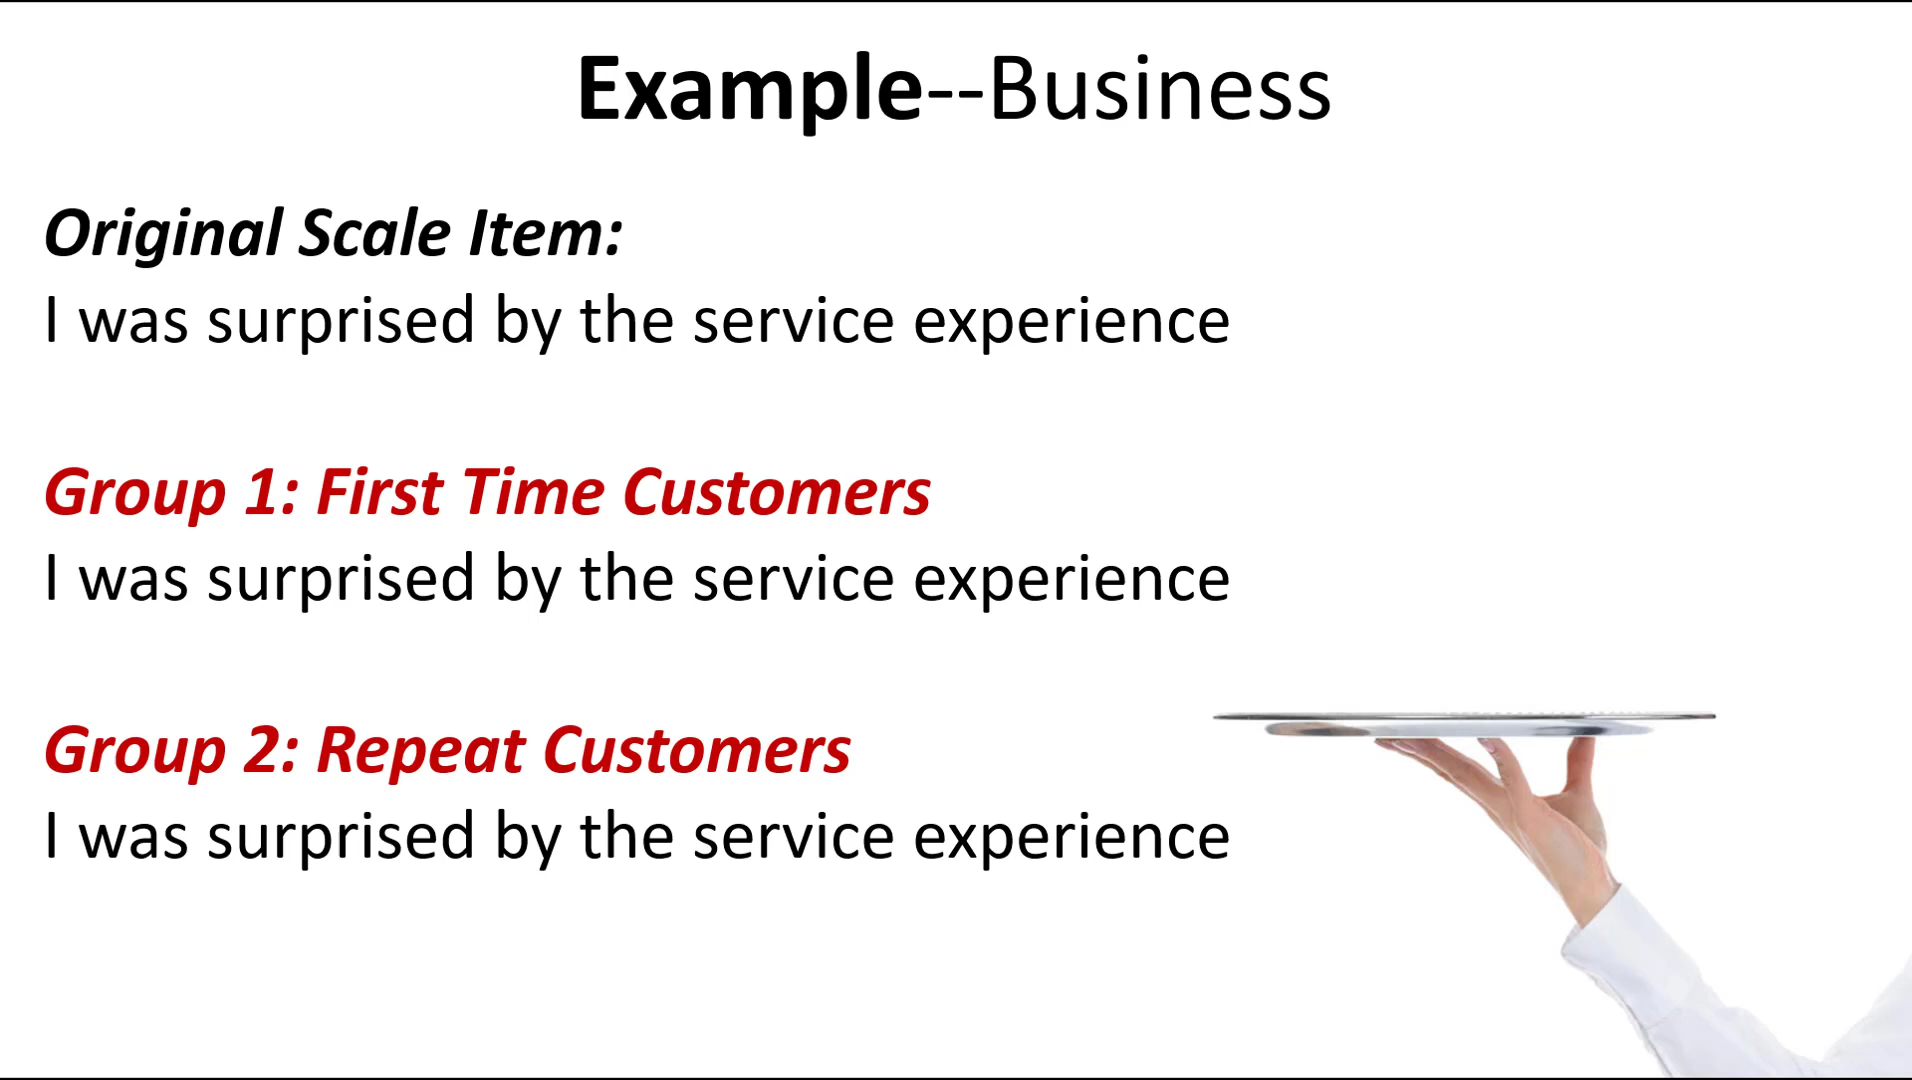 Example--Business
Original Scale Item:
I was surprised by the service experience
Group 1: First Time Customers
I was surprised by the service experience
Group 2: Repeat Customers
I was surprised by the service experience